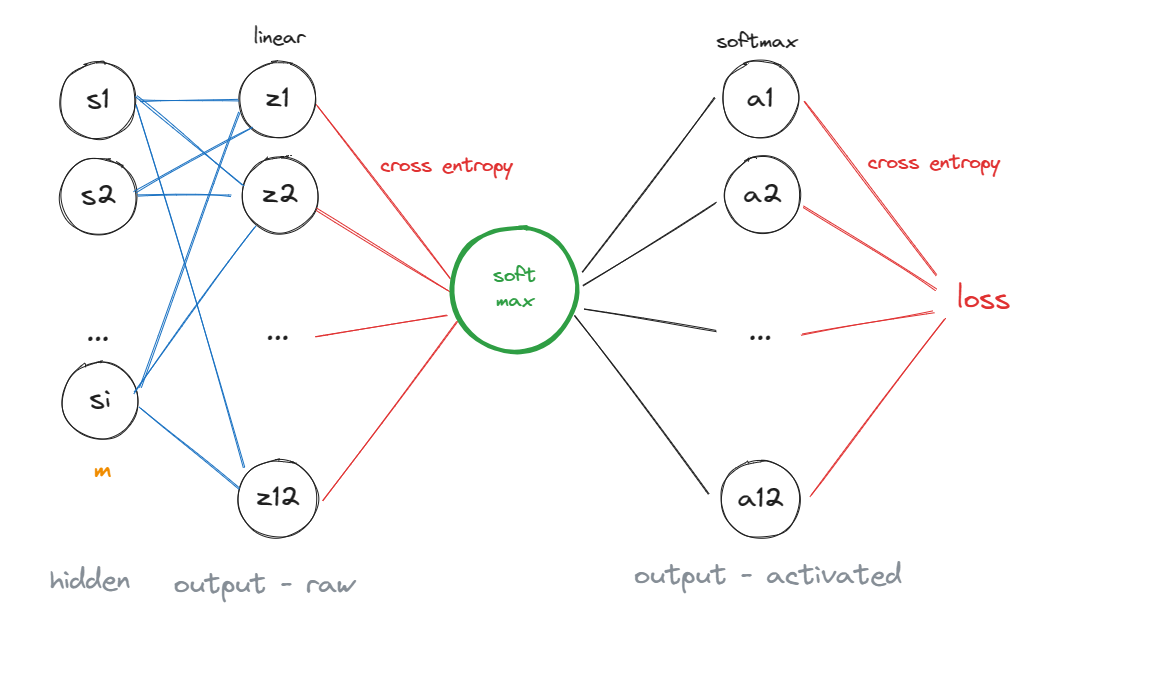 linear
softmax
s1
z1
a1
cross entropy
cross entropy
s2
z2
a2
soft
max
loss
...
...
...
si
m
z12
a12
hidden
output - raw
output - activated